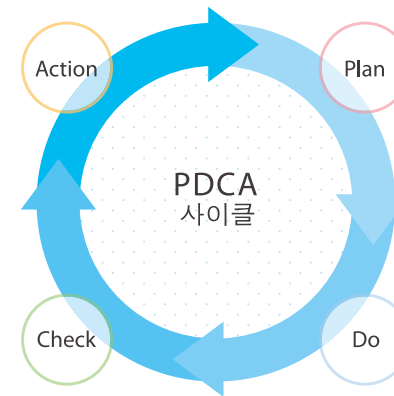 Action
Plan
PDCA
사이클
Check
Do